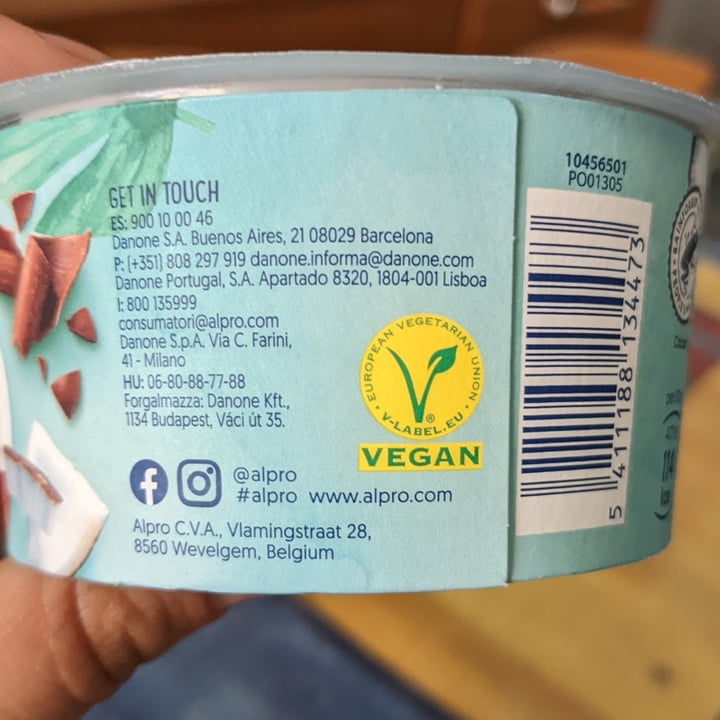 GET IN TOUCH
ES: 900 10 00 46
Danone S.A. Buenos Aires, 21 08029 Barcelona
P: (+351) 808 297 919 danone.informa@danone.com
Danone Portugal, S.A. Apartado 8320, 1804-001 Lisboa
I: 800 135999
consumatori@alpro.com
Danone S.p.A. Via C. Farini,
41 - Milano
HU: 06-80-88-77-88
Forgalmazza: Danone Kft.,
1134 Budapest, Váci út 35.
@alpro
#alpro www.alpro.com
Alpro C.V.A., Vlamingstraat 28,
8560 Wevelgem, Belgium
EUROPEAN VEGETARIAN UNION
V-LABEL.EU
®
VEGAN
10456501
PO01305
5 411188 134473
114
kcal